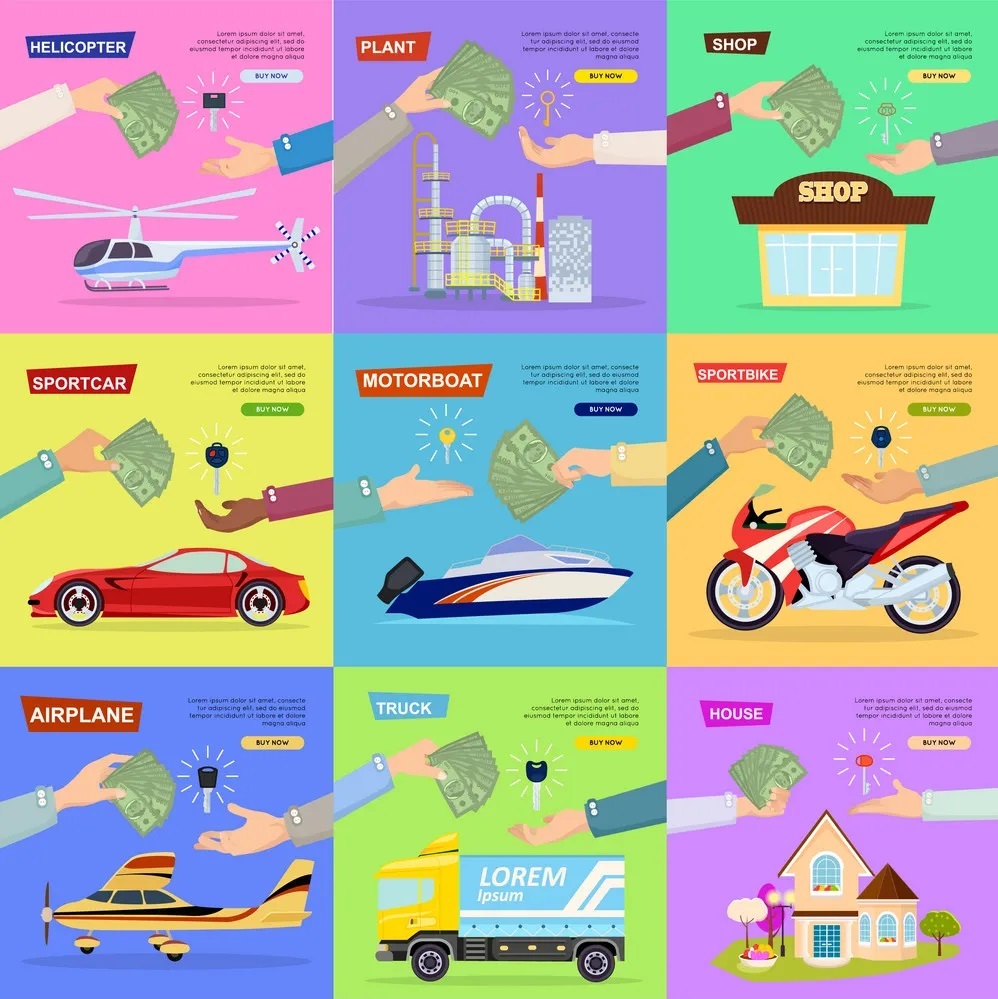 HELICOPTER
Lorem ipsum dolor sit amet,
consectetur adipiscing elit, sed do
eiusmod tempor incididunt ut labore
et dolore magna aliqua
BUY NOW
PLANT
Lorem ipsum dolor sit amet, consecte
adipiscing elit, sed do eiusmod
tempor incididunt ut labore et dolore
magna aliqua
BUY NOW
SHOP
Lorem ipsum dolor sit amet, consecte
adipiscing elit, sed do eiusmod
tempor incididunt ut labore et dolore
magna aliqua
BUY NOW
SHOP
SPORTCAR
Lorem ipsum dolor sit amet,
consectetur adipiscing elit, sed do
eiusmod tempor incididunt ut labore
et dolore magna aliqua
BUY NOW
MOTORBOAT
Lorem ipsum dolor sit amet, consecte
adipiscing elit, sed do eiusmod
tempor incididunt ut labore et dolore
magna aliqua
BUY NOW
SPORTBIKE
Lorem ipsum dolor sit amet,
consectetur adipiscing elit, sed do
eiusmod tempor incididunt ut labore
et dolore magna aliqua
BUY NOW
AIRPLANE
Lorem ipsum dolor sit amet, consecte
adipiscing elit, sed do eiusmod
tempor incididunt ut labore et dolore
magna aliqua
BUY NOW
TRUCK
Lorem ipsum dolor sit amet,
consectetur adipiscing elit, sed do
eiusmod tempor incididunt ut labore
et dolore magna aliqua
BUY NOW
LOREM
ipsum
HOUSE
Lorem ipsum dolor sit amet, consecte
adipiscing elit, sed do eiusmod
tempor incididunt ut labore et dolore
magna aliqua
BUY NOW